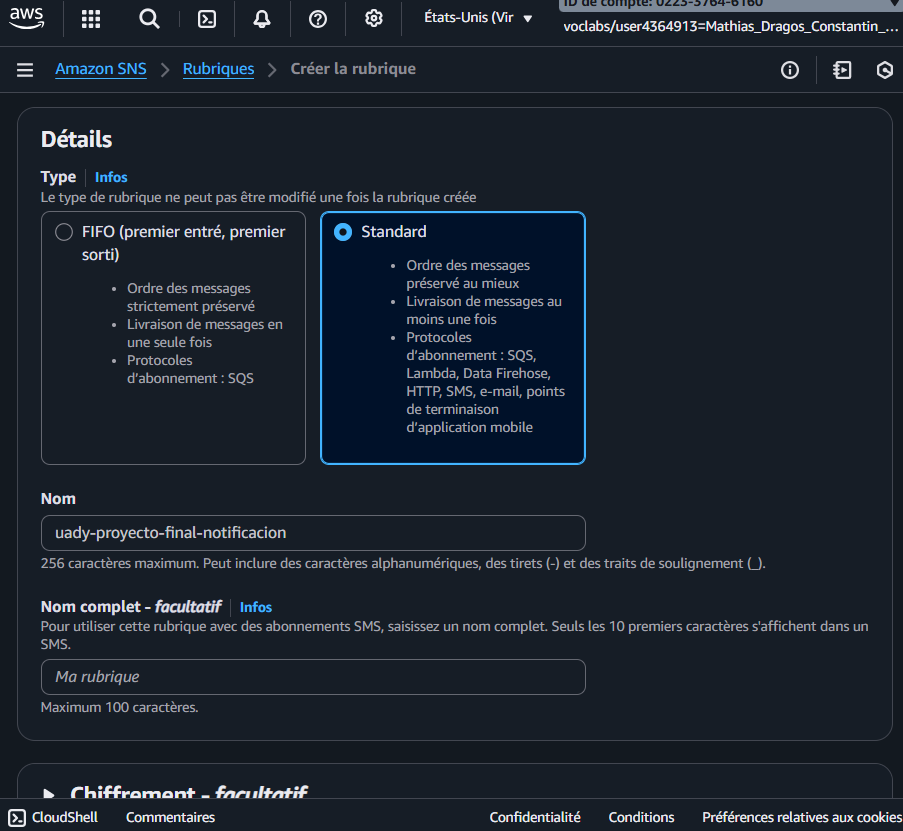 aws
États-Unis (Vir
ID de compte: 0223-3764-6160
voclabs/user4364913=Mathias_Dragos_Constantin_...
Amazon SNS
Rubriques
Créer la rubrique
Détails
Type
Infos
Le type de rubrique ne peut pas être modifié une fois la rubrique créée
FIFO (premier entré, premier
sorti)
• Ordre des messages
strictement préservé
• Livraison de messages en
une seule fois
• Protocoles
d'abonnement : SQS
Standard
• Ordre des messages
préservé au mieux
• Livraison de messages au
moins une fois
• Protocoles
d'abonnement : SQS,
Lambda, Data Firehose,
HTTP, SMS, e-mail, points
de terminaison
d'application mobile
Nom
uady-proyecto-final-notificacion
256 caractères maximum. Peut inclure des caractères alphanumériques, des tirets (-) et des traits de soulignement (_).
Nom complet - facultatif
Infos
Pour utiliser cette rubrique avec des abonnements SMS, saisissez un nom complet. Seuls les 10 premiers caractères s'affichent dans un
SMS.
Ma rubrique
Maximum 100 caractères.
Chiffrement - facultatif
CloudShell
Commentaires
Confidentialité
Conditions
Préférences relatives aux cookies